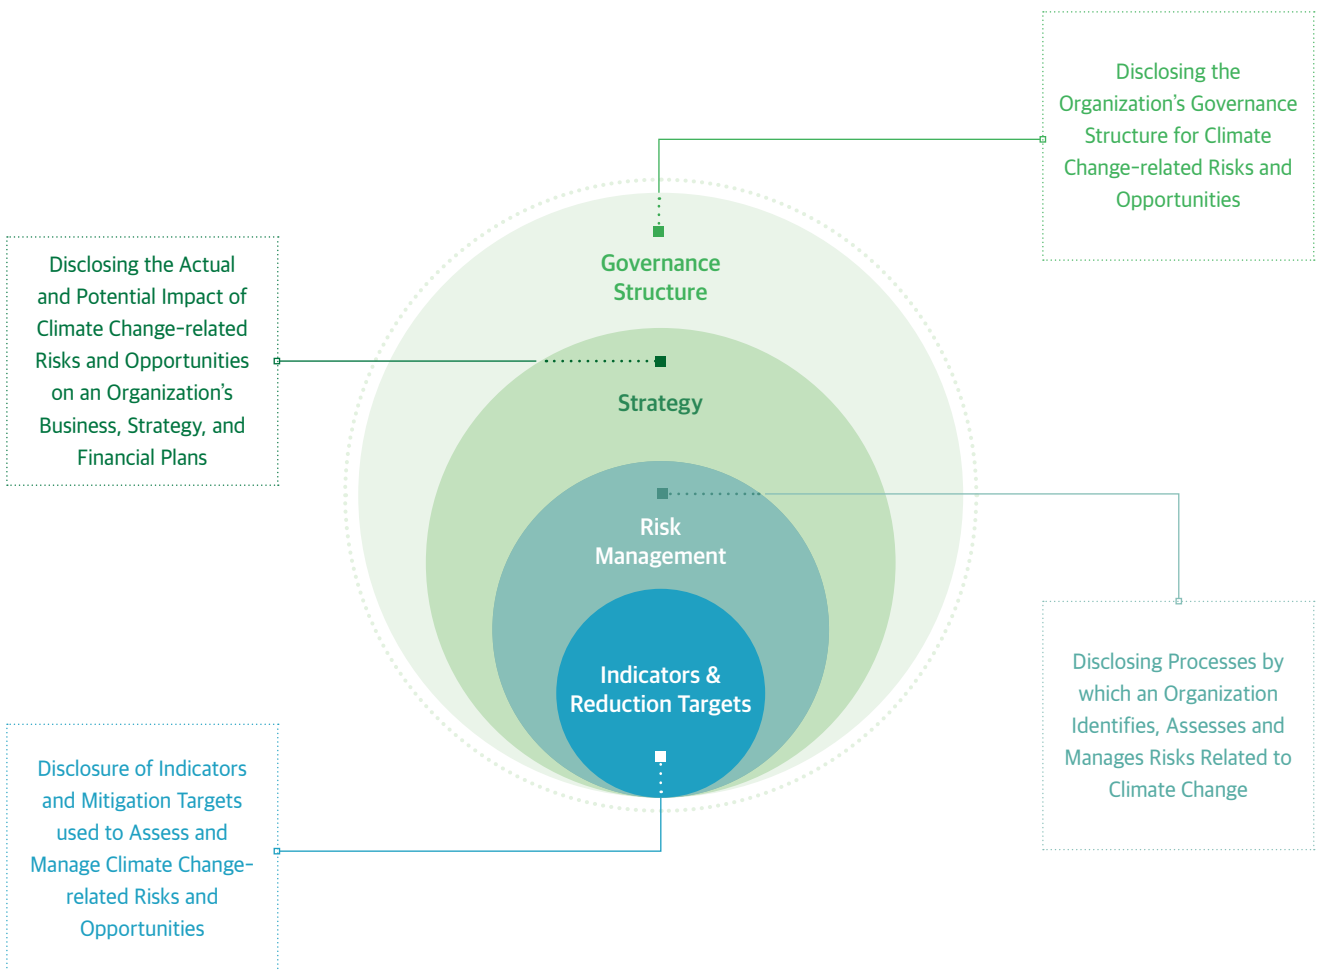 Disclosing the
Organization's Governance
Structure for Climate
Change-related Risks and
Opportunities
Governance
Structure
Disclosing the Actual
and Potential Impact of
Climate Change-related
Risks and Opportunities
on an Organization's
Business, Strategy, and
Financial Plans
Strategy
Risk
Management
Disclosing Processes by
which an Organization
Identifies, Assesses and
Manages Risks Related to
Climate Change
Indicators &
Reduction Targets
Disclosure of Indicators
and Mitigation Targets
used to Assess and
Manage Climate Change-
related Risks and
Opportunities